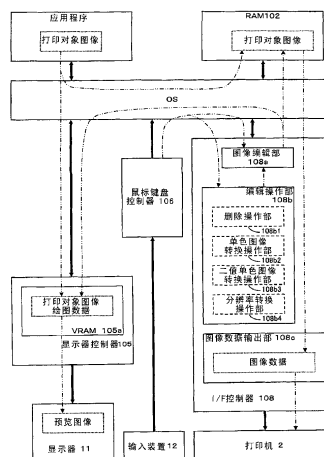 应用程序
打印对象图像
RAM102
打印对象图像
OS
图像编辑部
108a
鼠标键盘
控制器 106
编辑操作部
108b
删除操作部
108b1
单色图像
转换操作部
108b2
二值单色图像
转换操作部
108b3
分辨率转换
操作部
108b4
打印对象图像
绘图数据
VRAM 105a
显示器控制器105
图像数据输出部 108c
图像数据
I/F控制器 108
预览图像
显示器 11
输入装置12
打印机 2